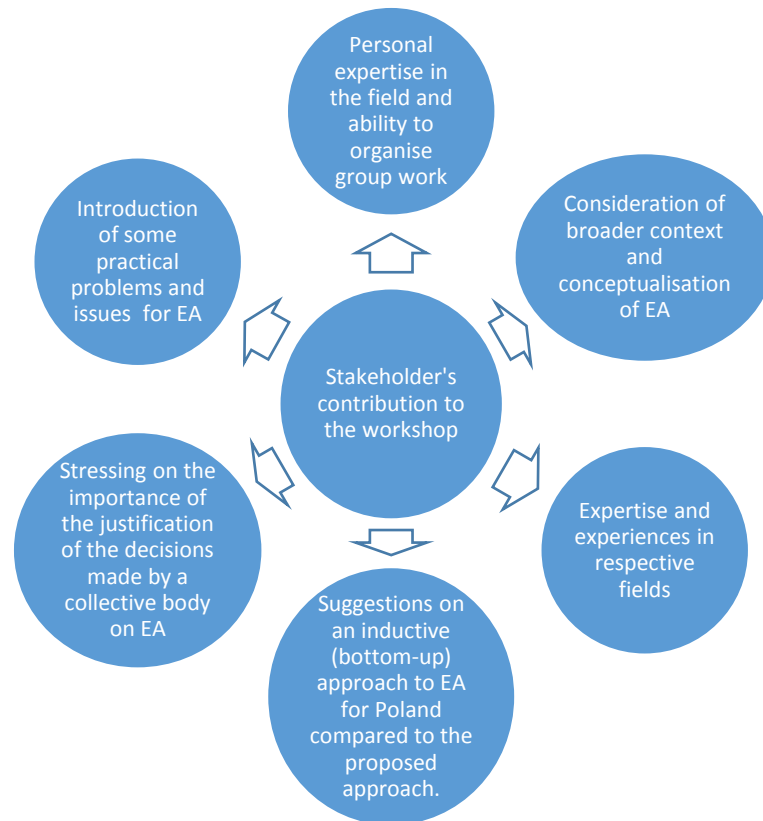 Personal
expertise in
the field and
ability to
organise
group work
Consideration of
broader context
and
conceptualisation
of EA
Expertise and
experiences in
respective
fields
Suggestions on
an inductive
(bottom-up)
approach to EA
for Poland
compared to the
proposed
approach.
Stressing on the
importance of
the justification
of the decisions
made by a
collective body
on EA
Introduction
of some
practical
problems and
issues for EA
Stakeholder's
contribution to
the workshop